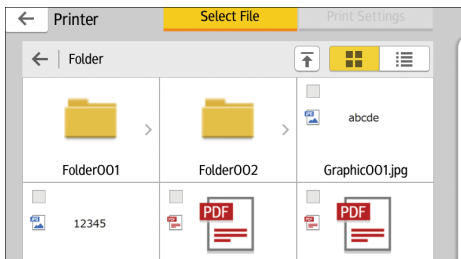 Printer
Select File
Print Settings
Folder
Folder001
Folder002
abcde
Graphic001.jpg
12345
PDF
PDF